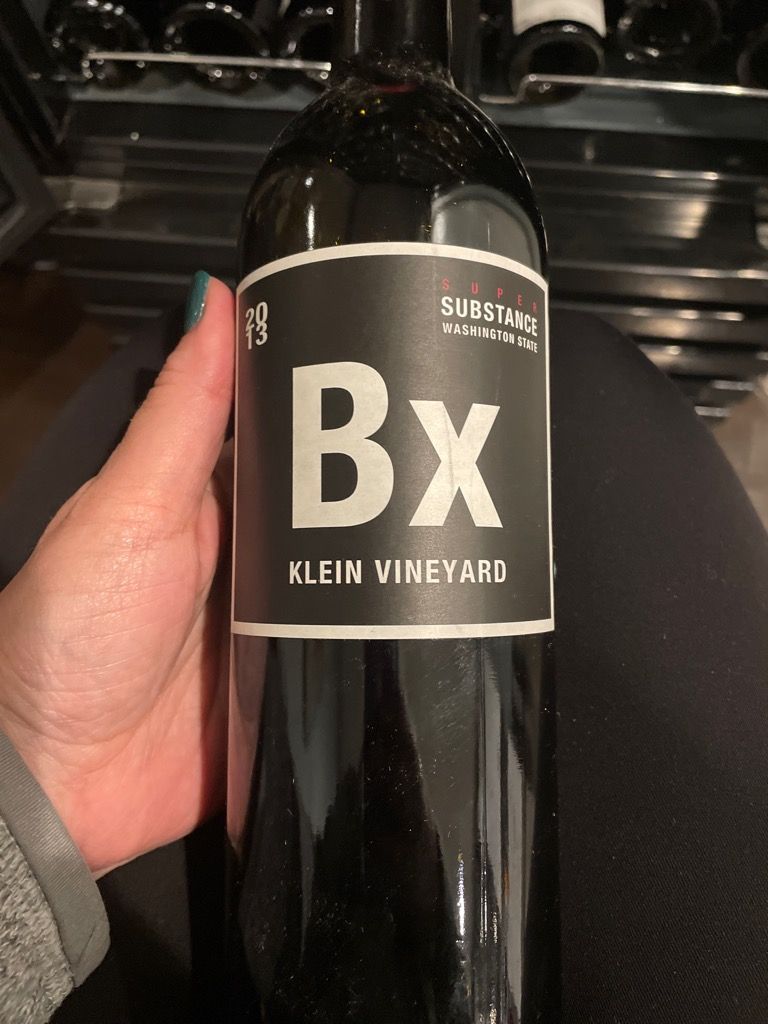 20
13
SUPER
SUBSTANCE
WASHINGTON STATE
Bx
KLEIN VINEYARD